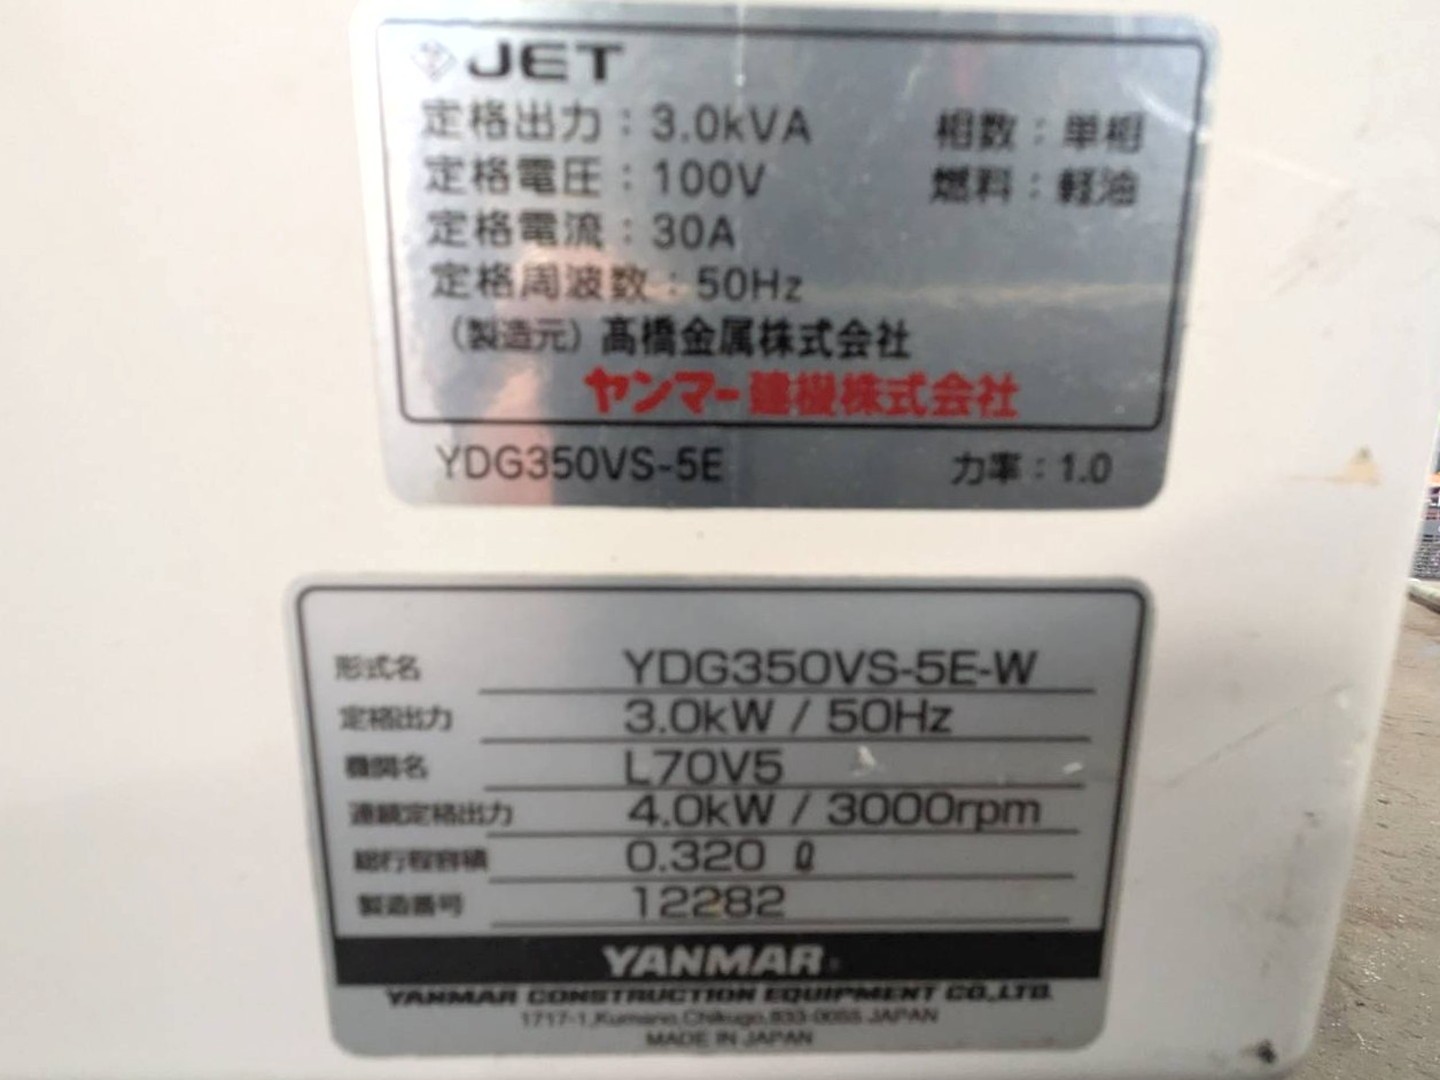 JET
定格出力：3.0kVA 相数：単相
定格電圧：100V 燃料：軽油
定格電流：30A
定格周波数：50Hz
（製造元）髙橋金属株式会社
ヤンマー建機株式会社
YDG350VS-5E 力率：1.0
形式名 YDG350VS-5E-W
定格出力 3.0kW / 50Hz
機関名 L70V5
連続定格出力 4.0kW / 3000rpm
総行程容積 0.320 ℓ
製造番号 12282
YANMAR
YANMAR CONSTRUCTION EQUIPMENT CO.,LTD.
1717-1,Kumano,Chikugo,833-0055 JAPAN
MADE IN JAPAN